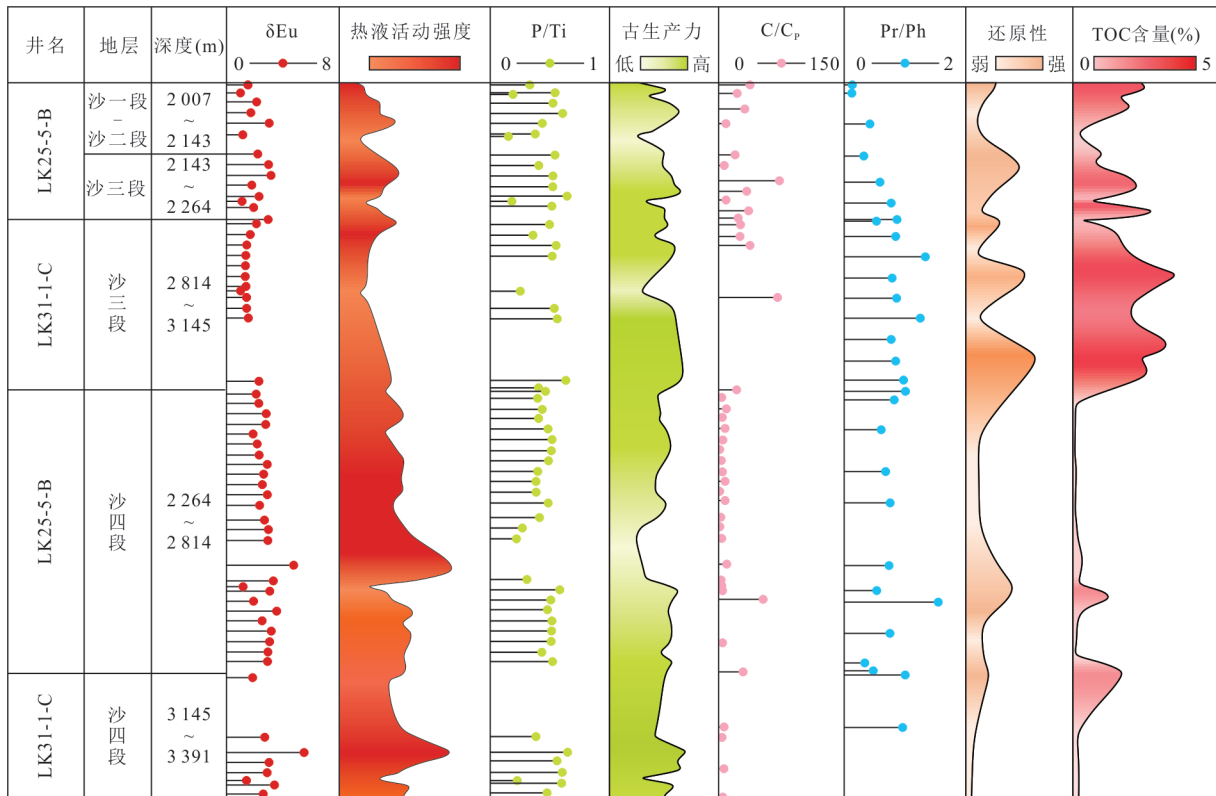 井名 地层 深度(m) δEu 热液活动强度 P/Ti 古生产力 C/Cₚ Pr/Ph 还原性 TOC含量(%)
0 8 0 1 低 高 0 150 0 2 弱 强 0 5
LK25-5-B
沙一段
~
沙二段
2 007
~
2 143
沙三段
2 143
~
2 264
LK31-1-C
沙
三
段
2 814
~
3 145
LK25-5-B
沙
四
段
2 264
~
2 814
LK31-1-C
沙
四
段
3 145
~
3 391